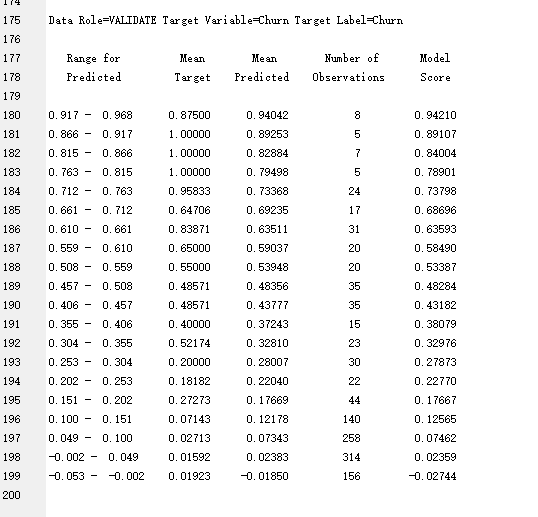 174
175 Data Role=VALIDATE Target Variable=Churn Target Label=Churn
176
177 Range for Mean Mean Number of Model
178 Predicted Target Predicted Observations Score
179
180 0.917 - 0.968 0.87500 0.94042 8 0.94210
181 0.866 - 0.917 1.00000 0.89253 5 0.89107
182 0.815 - 0.866 1.00000 0.82884 7 0.84004
183 0.763 - 0.815 1.00000 0.79498 5 0.78901
184 0.712 - 0.763 0.95833 0.73368 24 0.73798
185 0.661 - 0.712 0.64706 0.69235 17 0.68696
186 0.610 - 0.661 0.83871 0.63511 31 0.63593
187 0.559 - 0.610 0.65000 0.59037 20 0.58490
188 0.508 - 0.559 0.55000 0.53948 20 0.53387
189 0.457 - 0.508 0.48571 0.48356 35 0.48284
190 0.406 - 0.457 0.48571 0.43777 35 0.43182
191 0.355 - 0.406 0.40000 0.37243 15 0.38079
192 0.304 - 0.355 0.52174 0.32810 23 0.32976
193 0.253 - 0.304 0.20000 0.28007 30 0.27873
194 0.202 - 0.253 0.18182 0.22040 22 0.22770
195 0.151 - 0.202 0.27273 0.17669 44 0.17667
196 0.100 - 0.151 0.07143 0.12178 140 0.12565
197 0.049 - 0.100 0.02713 0.07343 258 0.07462
198 -0.002 - 0.049 0.01592 0.02383 314 0.02359
199 -0.053 - -0.002 0.01923 -0.01850 156 -0.02744
200